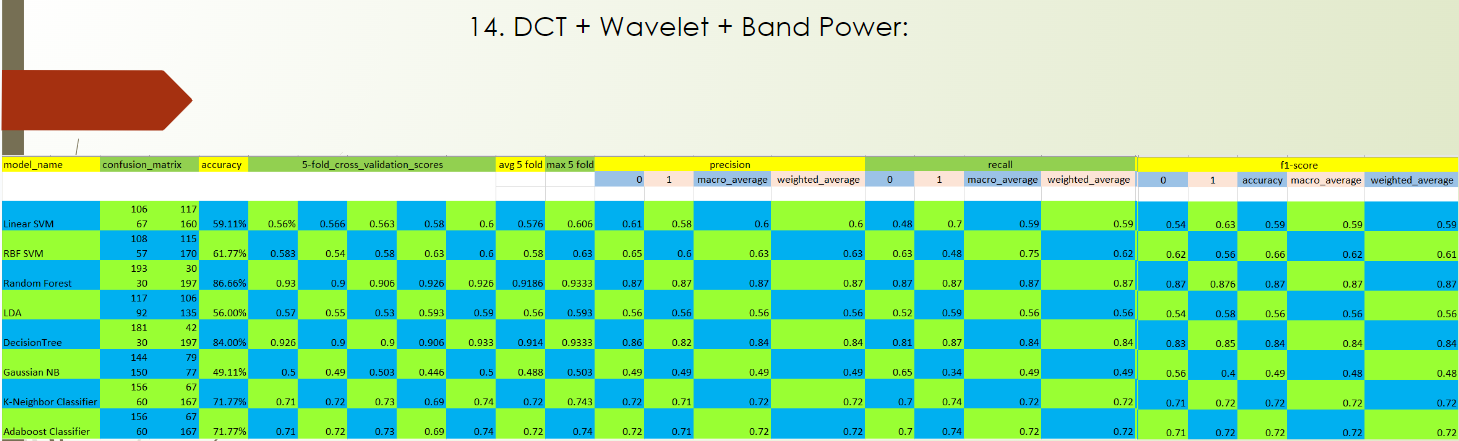 14. DCT + Wavelet + Band Power:
model_name confusion_matrix accuracy 5-fold_cross_validation_scores avg 5 fold max 5 fold precision recall f1-score
0 1 macro_average weighted_average 0 1 macro_average weighted_average 0 1 accuracy macro_average weighted_average
106 117
Linear SVM 67 160 59.11% 0.56% 0.566 0.563 0.58 0.6 0.576 0.606 0.61 0.58 0.6 0.6 0.48 0.7 0.59 0.59 0.54 0.63 0.59 0.59 0.59
108 115
RBF SVM 57 170 61.77% 0.583 0.54 0.58 0.63 0.6 0.58 0.63 0.65 0.6 0.63 0.63 0.63 0.48 0.75 0.62 0.62 0.56 0.66 0.62 0.61
193 30
Random Forest 30 197 86.66% 0.93 0.9 0.906 0.926 0.926 0.9186 0.9333 0.87 0.87 0.87 0.87 0.87 0.87 0.87 0.87 0.87 0.876 0.87 0.87 0.87
117 106
LDA 92 135 56.00% 0.57 0.55 0.53 0.593 0.59 0.56 0.593 0.56 0.56 0.56 0.56 0.52 0.59 0.56 0.56 0.54 0.58 0.56 0.56 0.56
181 42
DecisionTree 30 197 84.00% 0.926 0.9 0.9 0.906 0.933 0.914 0.9333 0.86 0.82 0.84 0.84 0.81 0.87 0.84 0.84 0.83 0.85 0.84 0.84 0.84
144 79
Gaussian NB 150 77 49.11% 0.5 0.49 0.503 0.446 0.5 0.488 0.503 0.49 0.49 0.49 0.49 0.65 0.34 0.49 0.49 0.56 0.4 0.49 0.48 0.48
156 67
K-Neighbor Classifier 60 167 71.77% 0.71 0.72 0.73 0.69 0.74 0.72 0.743 0.72 0.71 0.72 0.72 0.7 0.74 0.72 0.72 0.71 0.72 0.72 0.72 0.72
156 67
Adaboost Classifier 60 167 71.77% 0.71 0.72 0.73 0.69 0.74 0.72 0.74 0.72 0.71 0.72 0.72 0.7 0.74 0.72 0.72 0.71 0.72 0.72 0.72 0.72